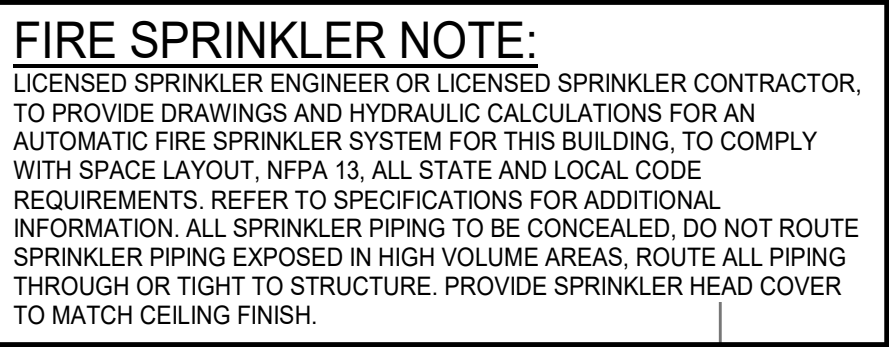 FIRE SPRINKLER NOTE:
LICENSED SPRINKLER ENGINEER OR LICENSED SPRINKLER CONTRACTOR,
TO PROVIDE DRAWINGS AND HYDRAULIC CALCULATIONS FOR AN
AUTOMATIC FIRE SPRINKLER SYSTEM FOR THIS BUILDING, TO COMPLY
WITH SPACE LAYOUT, NFPA 13, ALL STATE AND LOCAL CODE
REQUIREMENTS. REFER TO SPECIFICATIONS FOR ADDITIONAL
INFORMATION. ALL SPRINKLER PIPING TO BE CONCEALED, DO NOT ROUTE
SPRINKLER PIPING EXPOSED IN HIGH VOLUME AREAS, ROUTE ALL PIPING
THROUGH OR TIGHT TO STRUCTURE. PROVIDE SPRINKLER HEAD COVER
TO MATCH CEILING FINISH.